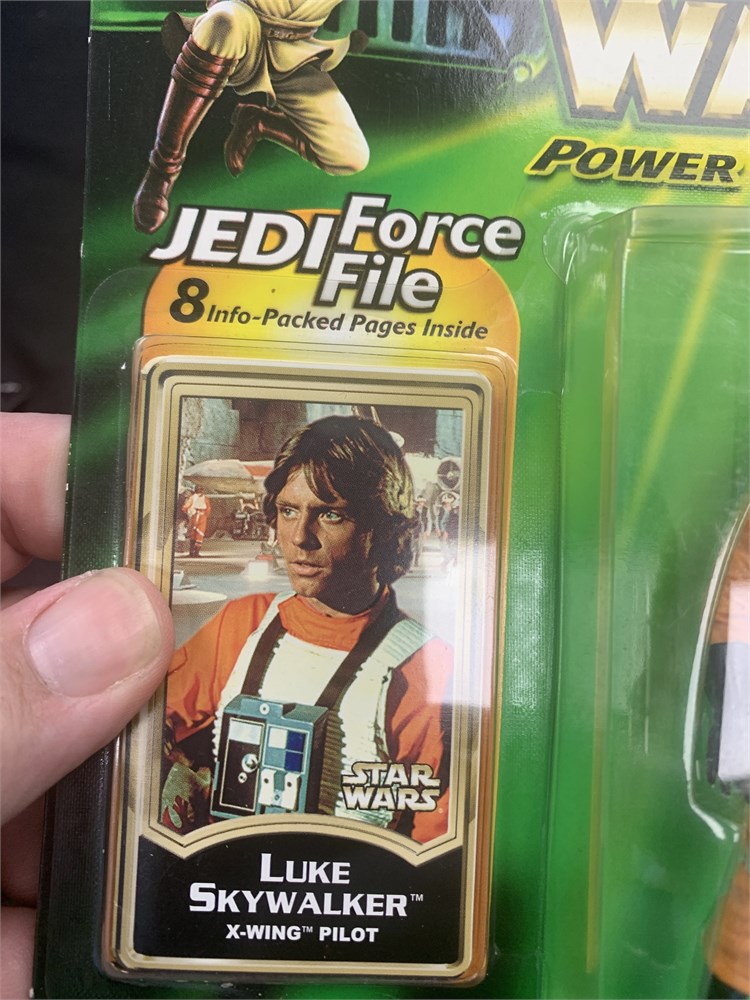 POWER
JEDI Force
File
8 Info-Packed Pages Inside
STAR
WARS
LUKE
SKYWALKER™
X-WING™ PILOT